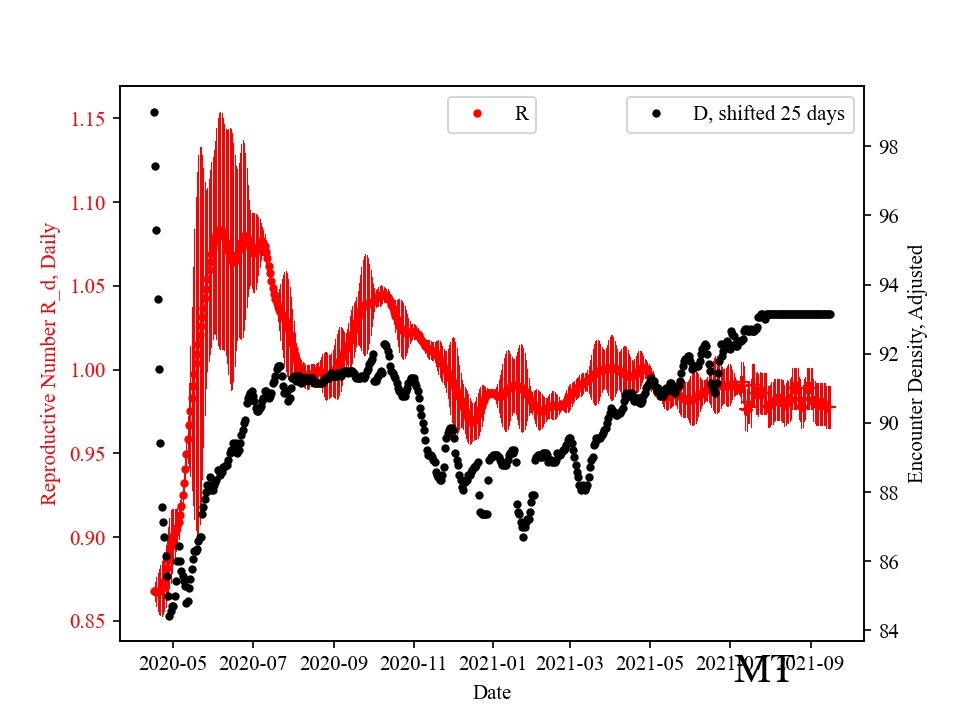 R
D, shifted 25 days
1.15
1.10
1.05
1.00
0.95
0.90
0.85
Reproductive Number R_d, Daily
98
96
94
92
90
88
86
84
Encounter Density, Adjusted
2020-05 2020-07 2020-09 2020-11 2021-01 2021-03 2021-05 2021-07 2021-09
MT
Date